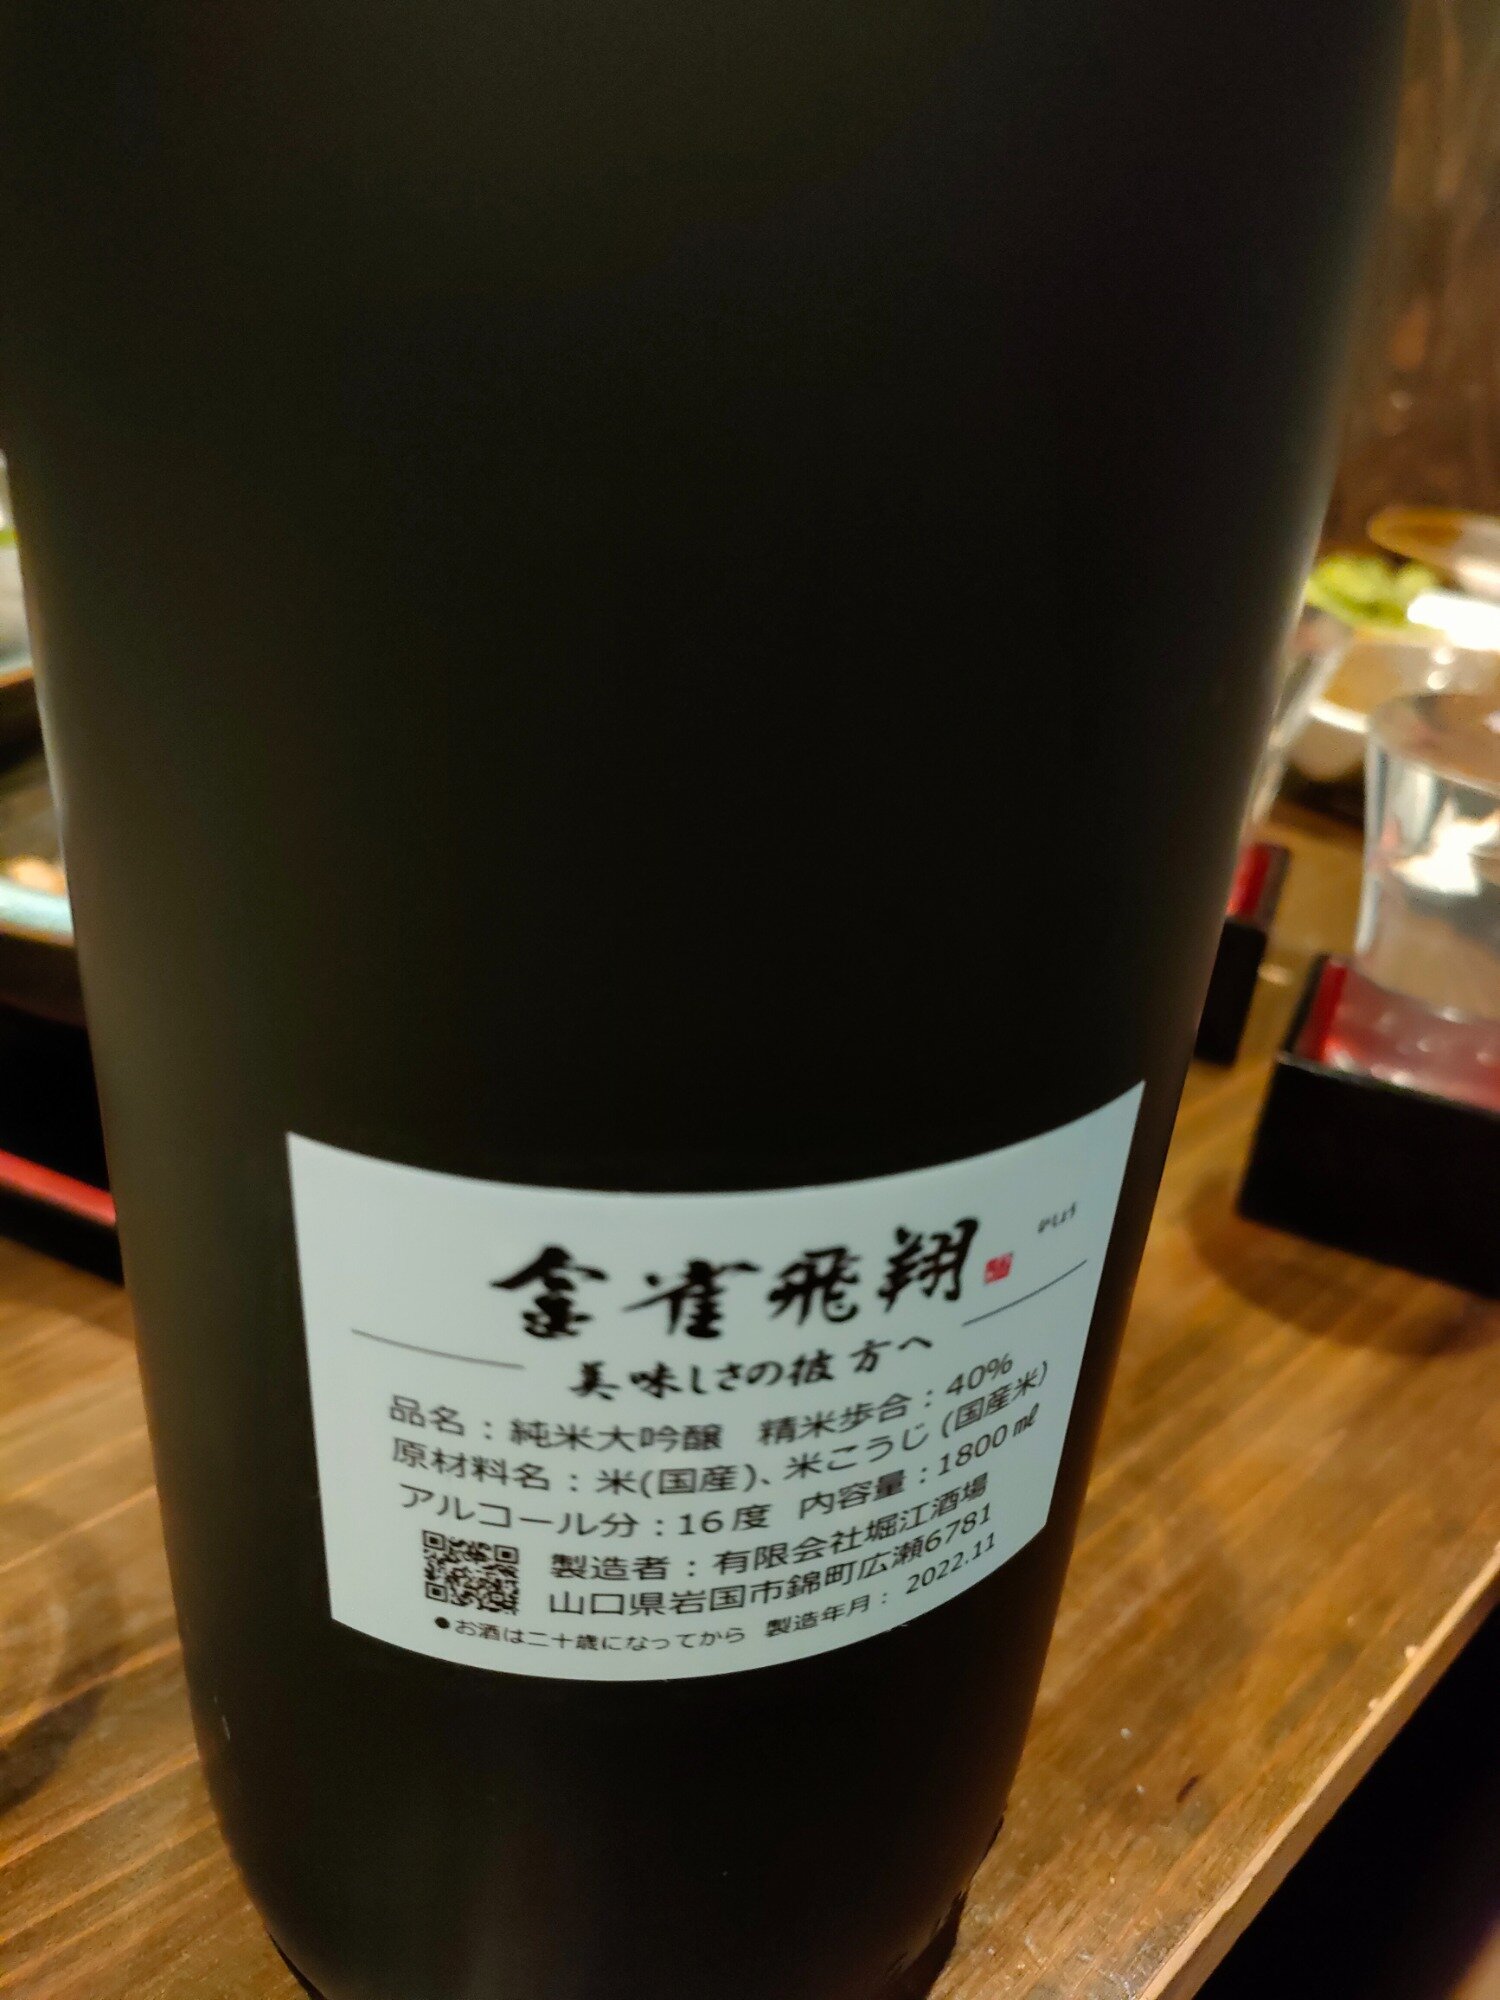 金雀飛翔
美味しさの彼方へ
品名：純米大吟醸　精米歩合：40%
原材料名：米(国産)、米こうじ(国産米)
アルコール分：16度　内容量：1800㎖
製造者：有限会社堀江酒場
山口県岩国市錦町広瀬6781
●お酒は二十歳になってから　製造年月：2022.11